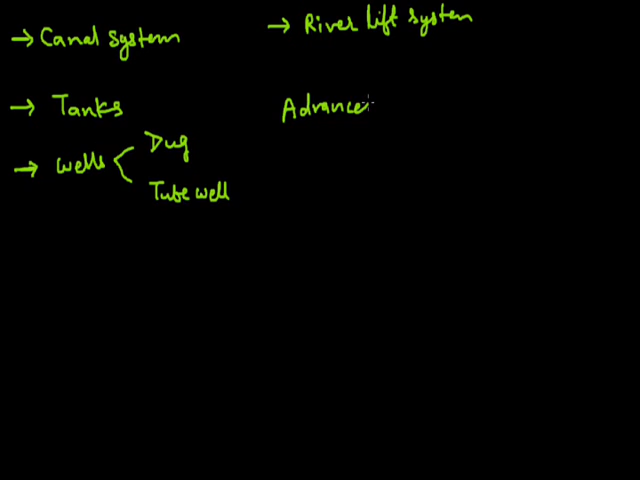 → Canal system
→ River lift system
→ Tanks
Advance
→ Wells
Dug
Tube well